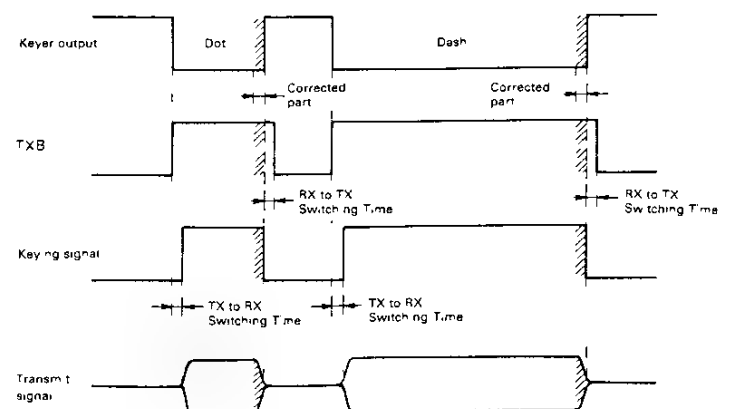 Keyer output
Dot
Dash
Corrected
part
Corrected
part
TXB
RX to TX
Switching Time
RX to TX
Switching Time
Keying signal
TX to RX
Switching Time
TX to RX
Switching Time
Transmit
signal